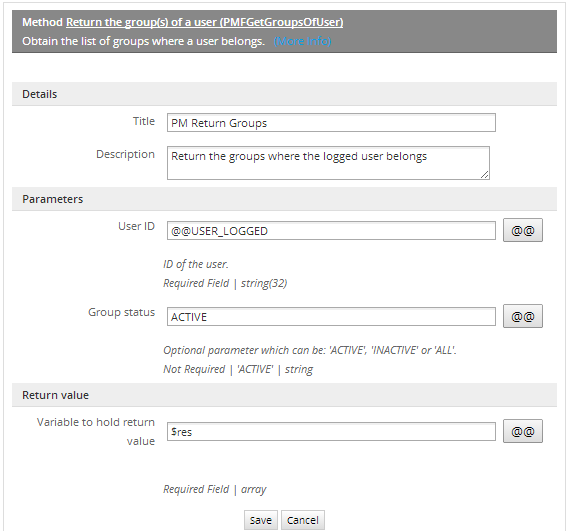 Method Return the group(s) of a user (PMFGetGroupsOfUser)
Obtain the list of groups where a user belongs. (More Info)
Details
Title PM Return Groups
Description Return the groups where the logged user belongs
Parameters
User ID @@USER_LOGGED @@
ID of the user.
Required Field | string(32)
Group status ACTIVE @@
Optional parameter which can be: 'ACTIVE', 'INACTIVE' or 'ALL'.
Not Required | 'ACTIVE' | string
Return value
Variable to hold return
value $res @@
Required Field | array
Save Cancel